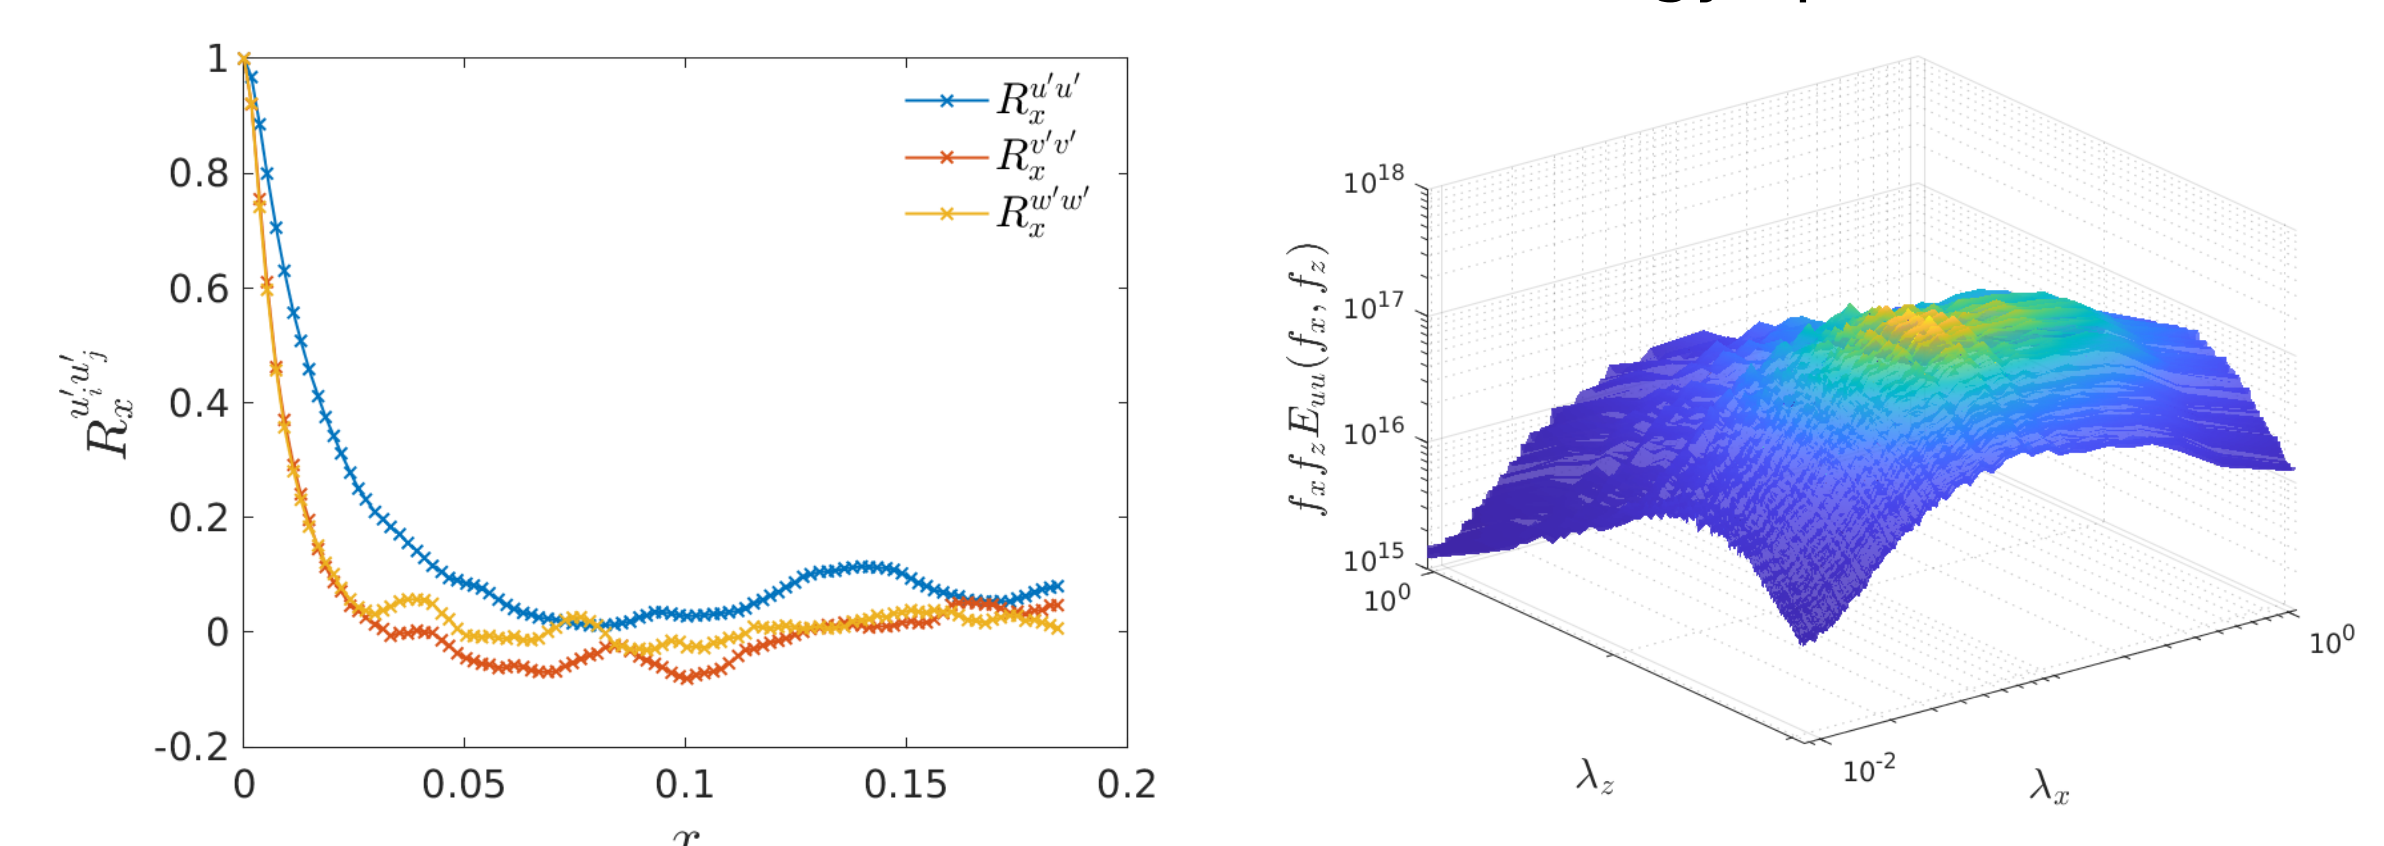 1
0.8
0.6
0.4
0.2
0
-0.2
0
0.05
0.1
0.15
0.2
x
R_x^{u'_i u'_j}
R_x^{u'u'}
R_x^{v'v'}
R_x^{w'w'}
10^18
10^17
10^16
10^15
f_x f_z E_{uu}(f_x, f_z)
10^0
λ_z
10^-2
λ_x
10^0